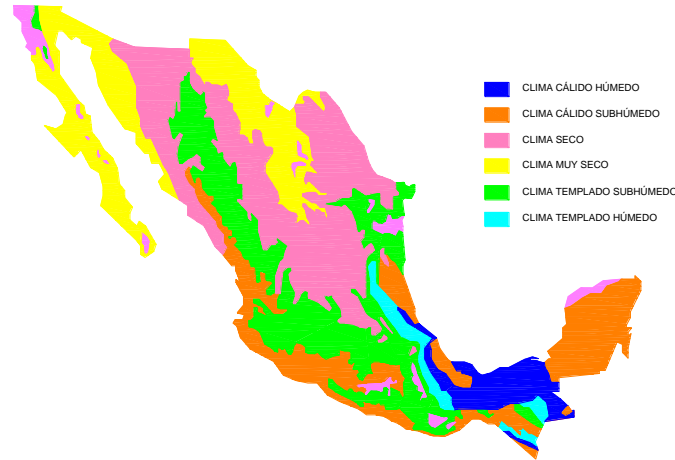 CLIMA CÁLIDO HÚMEDO
CLIMA CÁLIDO SUBHÚMEDO
CLIMA SECO
CLIMA MUY SECO
CLIMA TEMPLADO SUBHÚMEDO
CLIMA TEMPLADO HÚMEDO